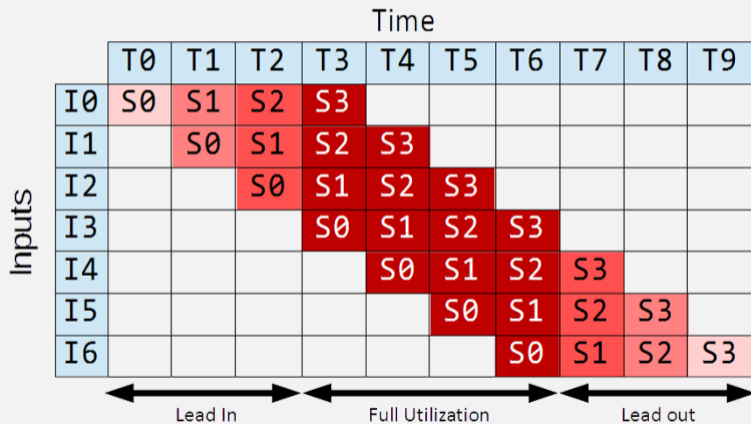 Time
T0 T1 T2 T3 T4 T5 T6 T7 T8 T9
Inputs
I0 S0 S1 S2 S3
I1 S0 S1 S2 S3
I2 S0 S1 S2 S3
I3 S0 S1 S2 S3
I4 S0 S1 S2 S3
I5 S0 S1 S2 S3
I6 S0 S1 S2 S3
Lead In Full Utilization Lead out